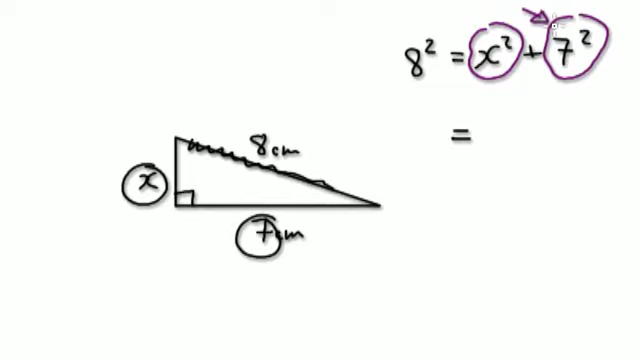 8² = x² + 7²
=
8cm
x
7cm